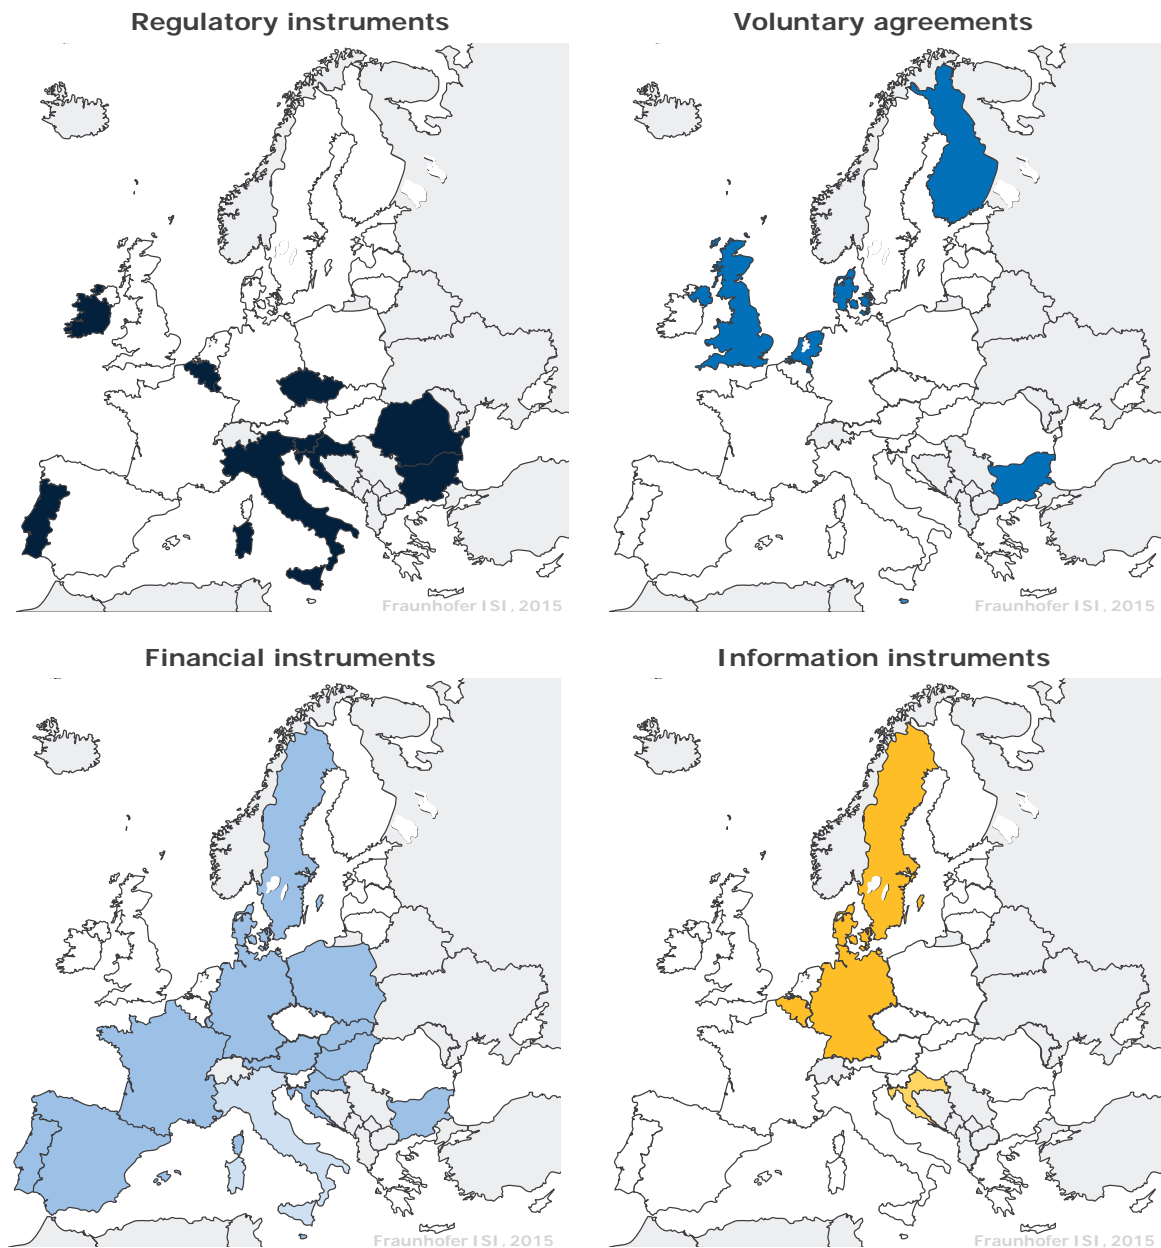 Regulatory instruments
Voluntary agreements
Fraunhofer ISI, 2015
Fraunhofer ISI, 2015
Financial instruments
Information instruments
Fraunhofer ISI, 2015
Fraunhofer ISI, 2015